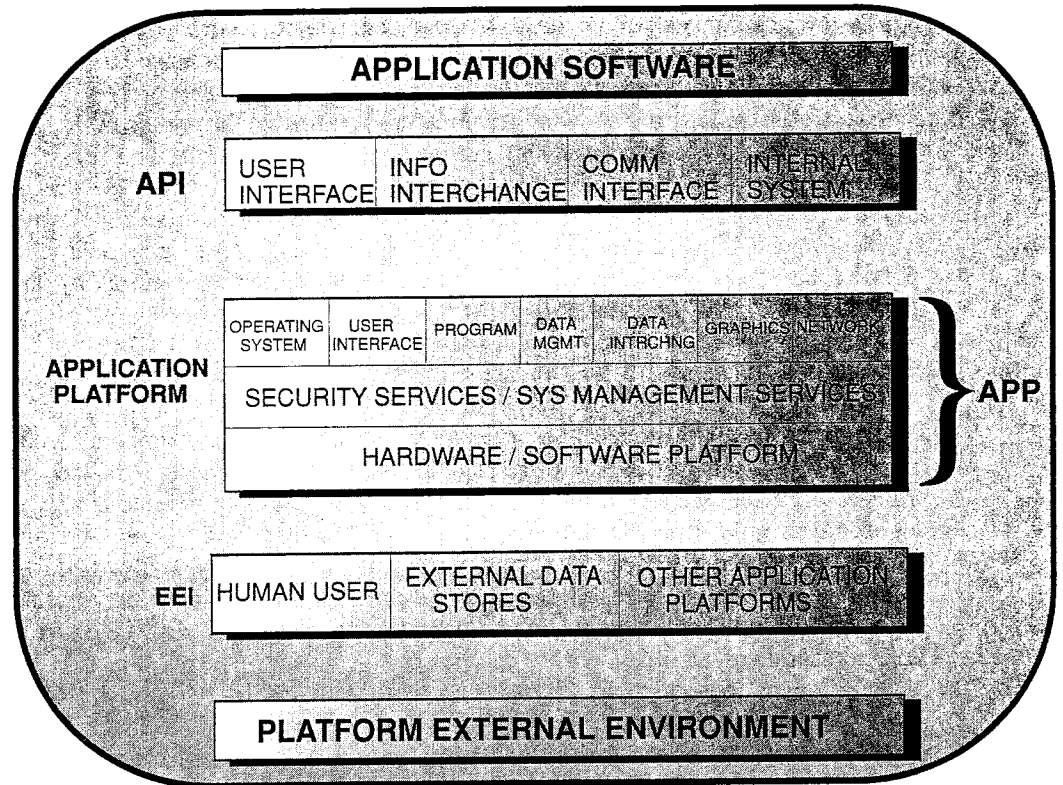 APPLICATION SOFTWARE
API
USER
INTERFACE
INFO
INTERCHANGE
COMM
INTERFACE
INTERNAL
SYSTEM
APPLICATION
PLATFORM
OPERATING
SYSTEM
USER
INTERFACE
PROGRAM
DATA
MGMT
DATA
INTRCHNG
GRAPHICS
NETWORK
SECURITY SERVICES / SYS MANAGEMENT SERVICES
HARDWARE / SOFTWARE PLATFORM
APP
EEI
HUMAN USER
EXTERNAL DATA
STORES
OTHER APPLICATION
PLATFORMS
PLATFORM EXTERNAL ENVIRONMENT